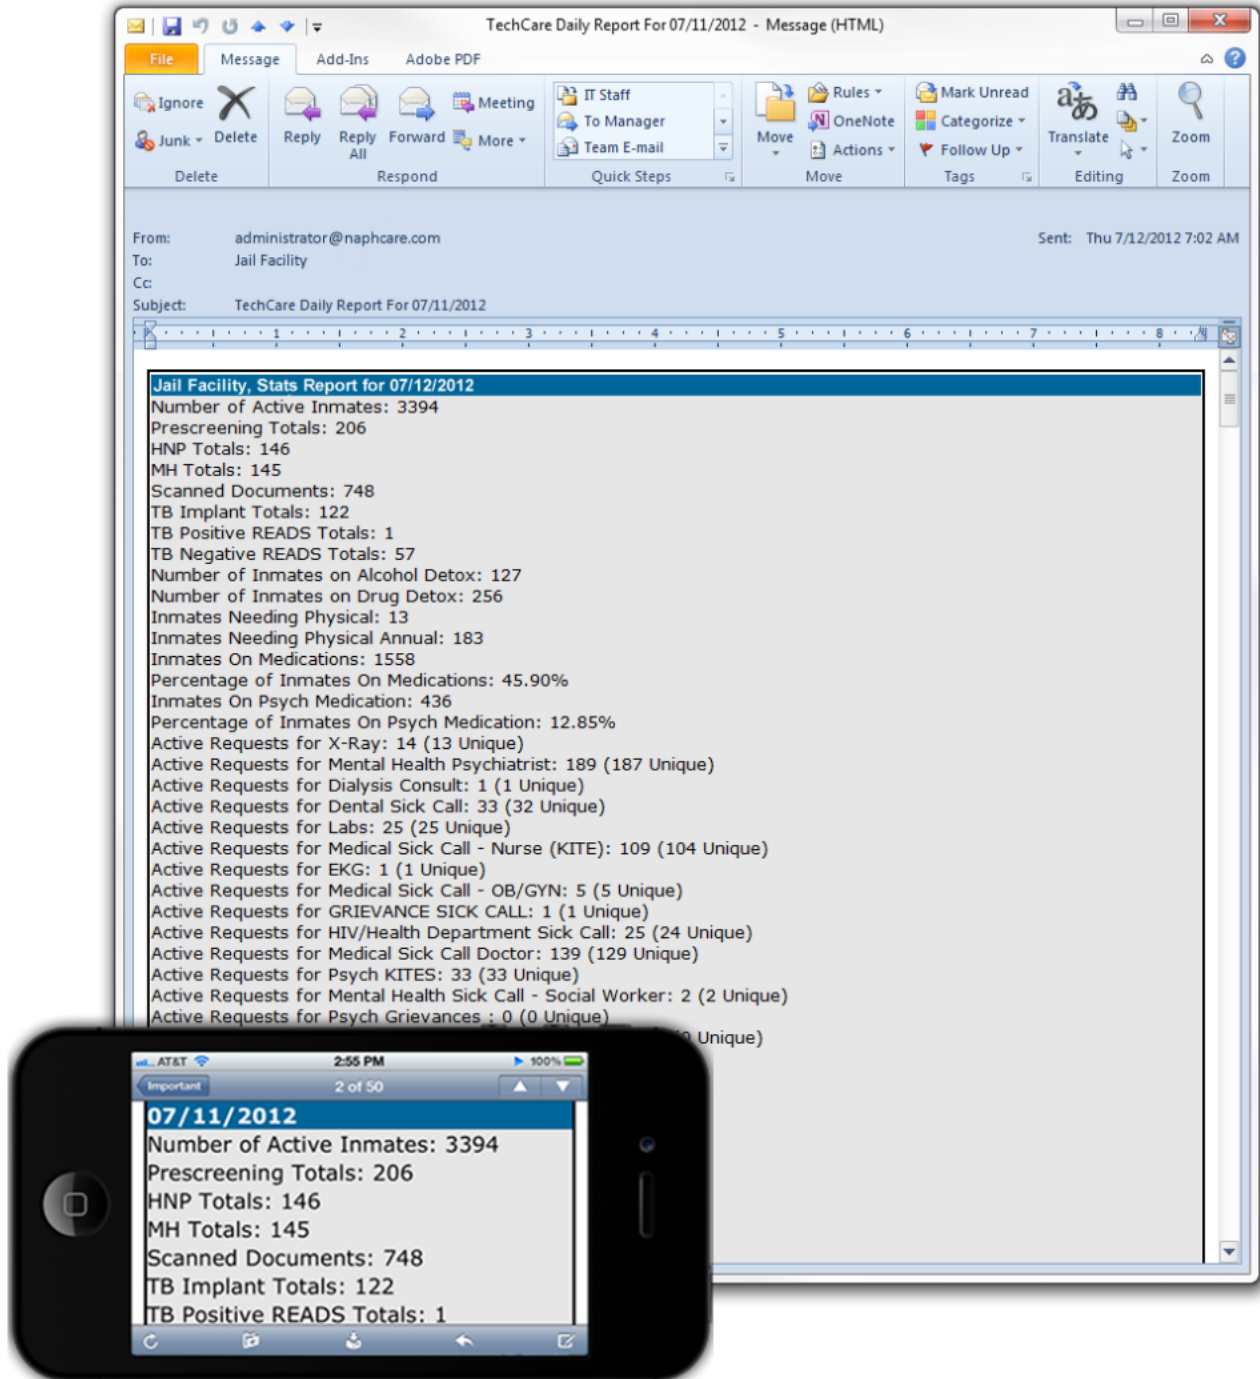 TechCare Daily Report For 07/11/2012 - Message (HTML)
File Message Add-Ins Adobe PDF
Ignore
Junk
Delete
Reply
Reply All
Forward
Meeting
More
IT Staff
To Manager
Team E-mail
Move
Rules
OneNote
Actions
Mark Unread
Categorize
Follow Up
Translate
Zoom
Delete Respond Quick Steps Move Tags Editing Zoom
From: administrator@naphcare.com Sent: Thu 7/12/2012 7:02 AM
To: Jail Facility
Cc:
Subject: TechCare Daily Report For 07/11/2012
1 2 3 4 5 6 7 8
Jail Facility, Stats Report for 07/12/2012
Number of Active Inmates: 3394
Prescreening Totals: 206
HNP Totals: 146
MH Totals: 145
Scanned Documents: 748
TB Implant Totals: 122
TB Positive READS Totals: 1
TB Negative READS Totals: 57
Number of Inmates on Alcohol Detox: 127
Number of Inmates on Drug Detox: 256
Inmates Needing Physical: 13
Inmates Needing Physical Annual: 183
Inmates On Medications: 1558
Percentage of Inmates On Medications: 45.90%
Inmates On Psych Medication: 436
Percentage of Inmates On Psych Medication: 12.85%
Active Requests for X-Ray: 14 (13 Unique)
Active Requests for Mental Health Psychiatrist: 189 (187 Unique)
Active Requests for Dialysis Consult: 1 (1 Unique)
Active Requests for Dental Sick Call: 33 (32 Unique)
Active Requests for Labs: 25 (25 Unique)
Active Requests for Medical Sick Call - Nurse (KITE): 109 (104 Unique)
Active Requests for EKG: 1 (1 Unique)
Active Requests for Medical Sick Call - OB/GYN: 5 (5 Unique)
Active Requests for GRIEVANCE SICK CALL: 1 (1 Unique)
Active Requests for HIV/Health Department Sick Call: 25 (24 Unique)
Active Requests for Medical Sick Call Doctor: 139 (129 Unique)
Active Requests for Psych KITES: 33 (33 Unique)
Active Requests for Mental Health Sick Call - Social Worker: 2 (2 Unique)
Active Requests for Psych Grievances : 0 (0 Unique)
Unique)
AT&T 2:55 PM 100%
Important 2 of 50
07/11/2012
Number of Active Inmates: 3394
Prescreening Totals: 206
HNP Totals: 146
MH Totals: 145
Scanned Documents: 748
TB Implant Totals: 122
TB Positive READS Totals: 1